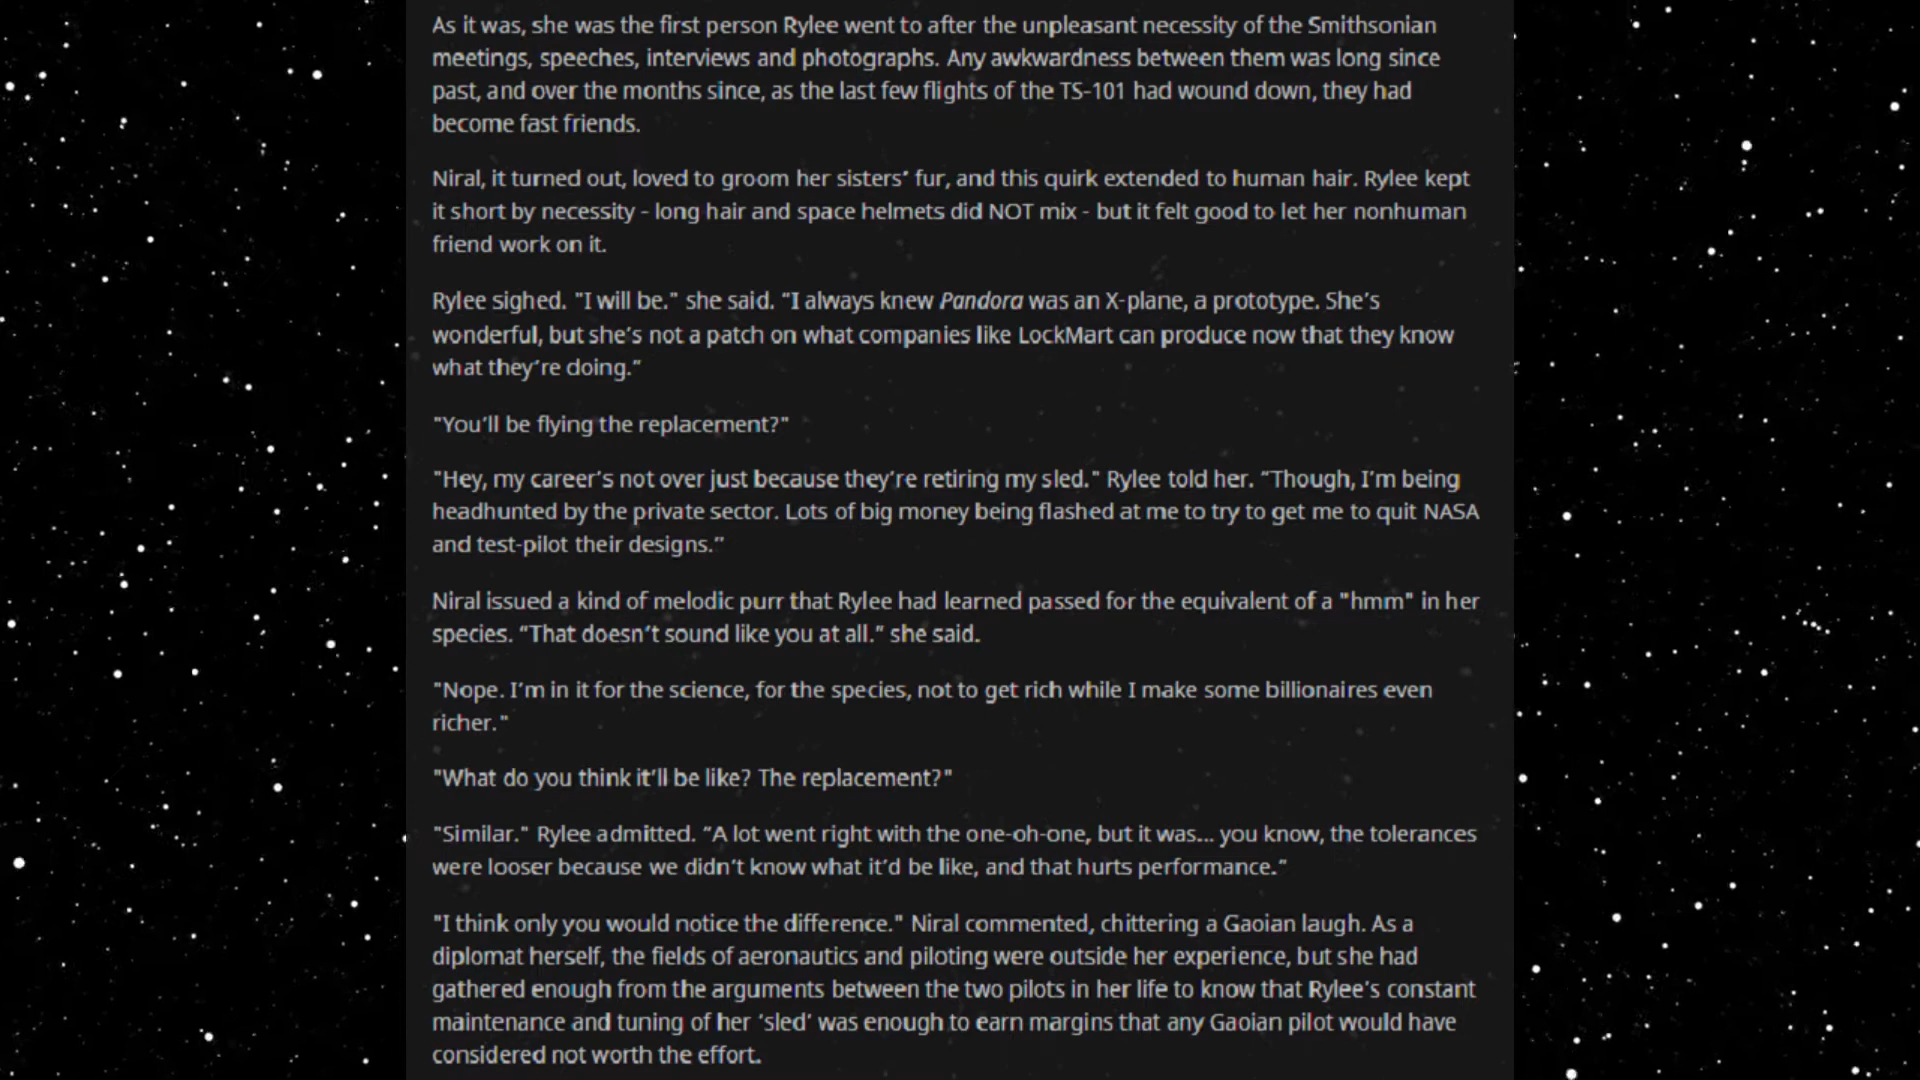 As it was, she was the first person Rylee went to after the unpleasant necessity of the Smithsonian
meetings, speeches, interviews and photographs. Any awkwardness between them was long since
past, and over the months since, as the last few flights of the TS-101 had wound down, they had
become fast friends.
Niral, it turned out, loved to groom her sisters’ fur, and this quirk extended to human hair. Rylee kept
it short by necessity - long hair and space helmets did NOT mix - but it felt good to let her nonhuman
friend work on it.
Rylee sighed. "I will be." she said. “I always knew Pandora was an X-plane, a prototype. She’s
wonderful, but she’s not a patch on what companies like LockMart can produce now that they know
what they’re doing.”
"You’ll be flying the replacement?"
"Hey, my career’s not over just because they’re retiring my sled." Rylee told her. “Though, I’m being
headhunted by the private sector. Lots of big money being flashed at me to try to get me to quit NASA
and test-pilot their designs.”
Niral issued a kind of melodic purr that Rylee had learned passed for the equivalent of a "hmm" in her
species. “That doesn’t sound like you at all.” she said.
"Nope. I’m in it for the science, for the species, not to get rich while I make some billionaires even
richer."
"What do you think it’ll be like? The replacement?"
"Similar." Rylee admitted. “A lot went right with the one-oh-one, but it was... you know, the tolerances
were looser because we didn’t know what it’d be like, and that hurts performance.”
"I think only you would notice the difference." Niral commented, chittering a Gaoian laugh. As a
diplomat herself, the fields of aeronautics and piloting were outside her experience, but she had
gathered enough from the arguments between the two pilots in her life to know that Rylee’s constant
maintenance and tuning of her ‘sled’ was enough to earn margins that any Gaoian pilot would have
considered not worth the effort.